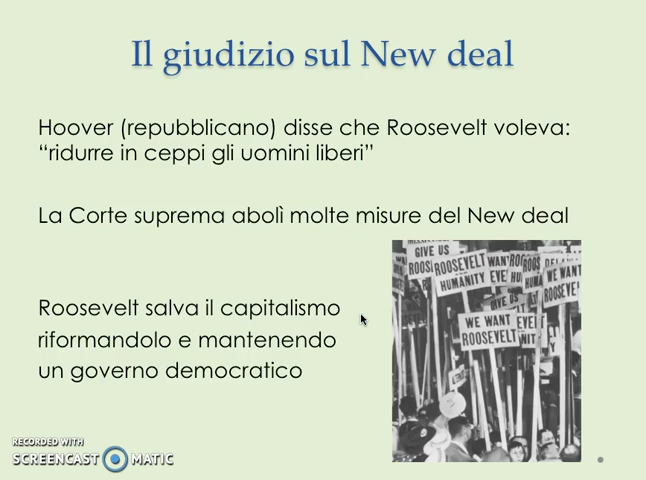 Il giudizio sul New deal
Hoover (repubblicano) disse che Roosevelt voleva:
“ridurre in ceppi gli uomini liberi”
La Corte suprema abolì molte misure del New deal
Roosevelt salva il capitalismo
riformandolo e mantenendo
un governo democratico
GIVE US
ROOSEVELT
HUMANITY
WE WANT
GIVE US
WE WANT
ROOSEVELT
RECORDED WITH
SCREENCAST MATIC